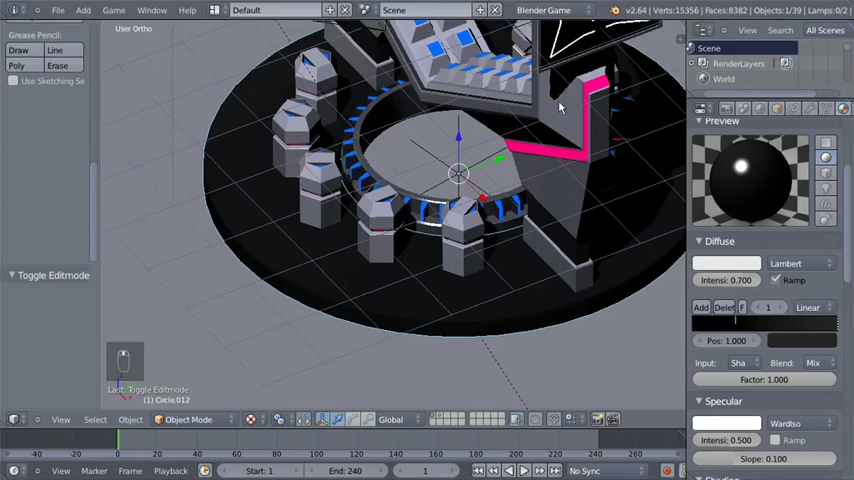 File Add Game Window Help Default Scene Blender Game v2.64 | Verts:15356 | Faces:8382 | Objects:1/39 | Lamps:0/2
Grease Pencil:
Draw Line
Poly Erase
Use Sketching Se
Toggle Editmode
User Ortho
Last: Toggle Editmode
(1) Circle.012
View Search All Scenes
Scene
RenderLayers
World
Preview
Diffuse
Lambert
Intensi: 0.700 Ramp
Add Delet F 1 Linear
Pos: 1.000
Input: Sha Blend: Mix
Factor: 1.000
Specular
WardIso
Intensi: 0.500 Ramp
Slope: 0.100
View Select Object Object Mode Global
-40 -20 0 20 40 60 80 100 120 140 160 180 200 220 240 260
View Marker Frame Playback Start: 1 End: 240 1 No Sync